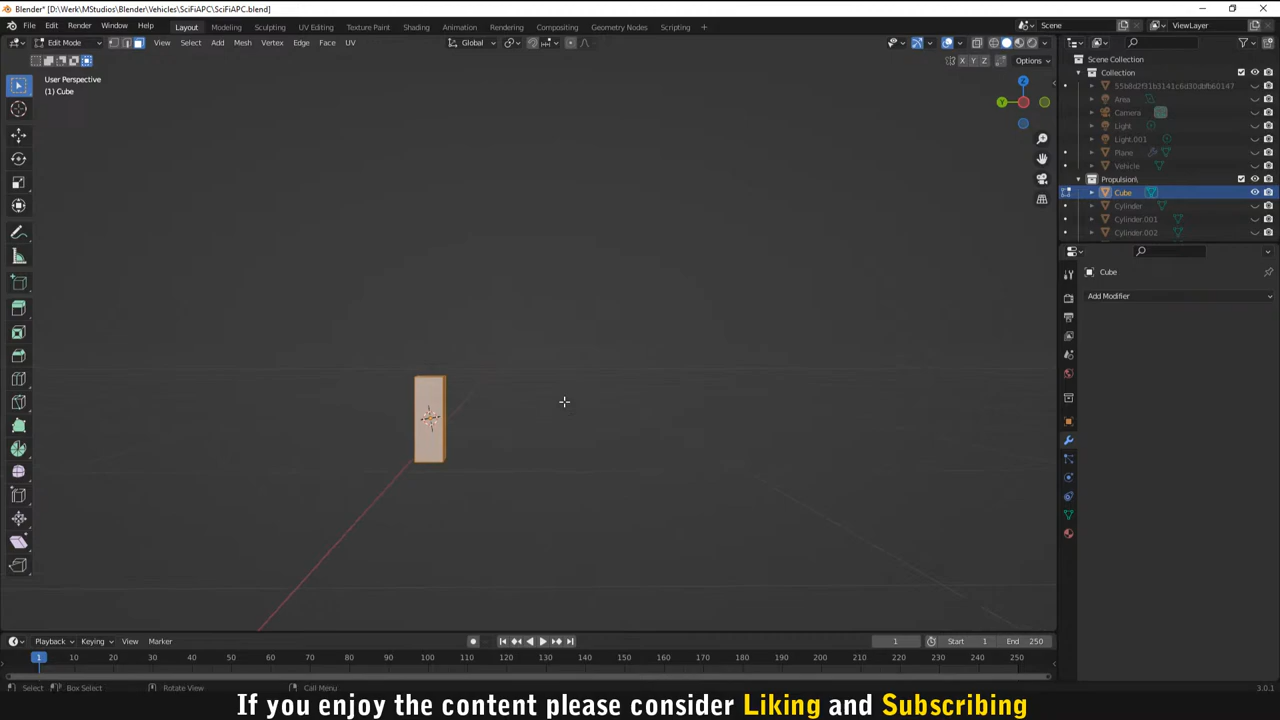 Blender* [D:\Werk\MStudios\Blender\Vehicles\SciFiAPC\SciFiAPC.blend]
File Edit Render Window Help Layout Modeling Sculpting UV Editing Texture Paint Shading Animation Rendering Compositing Geometry Nodes Scripting Scene ViewLayer
Edit Mode View Select Add Mesh Vertex Edge Face UV Global
X Y Z Options
User Perspective
(1) Cube
Z
Y
Scene Collection
Collection
Area
Camera
Light
Light.001
Plane
Vehicle
Propulsion\
Cube
Cylinder
Cylinder.001
Cylinder.002
Cube
Add Modifier
Playback Keying View Marker 1 Start 1 End 250
1 10 20 30 40 50 60 70 80 90 100 110 120 130 140 150 160 170 180 190 200 210 220 230 240 250
Select Box Select Rotate View Call Menu 3.0.1
If you enjoy the content please consider Liking and Subscribing